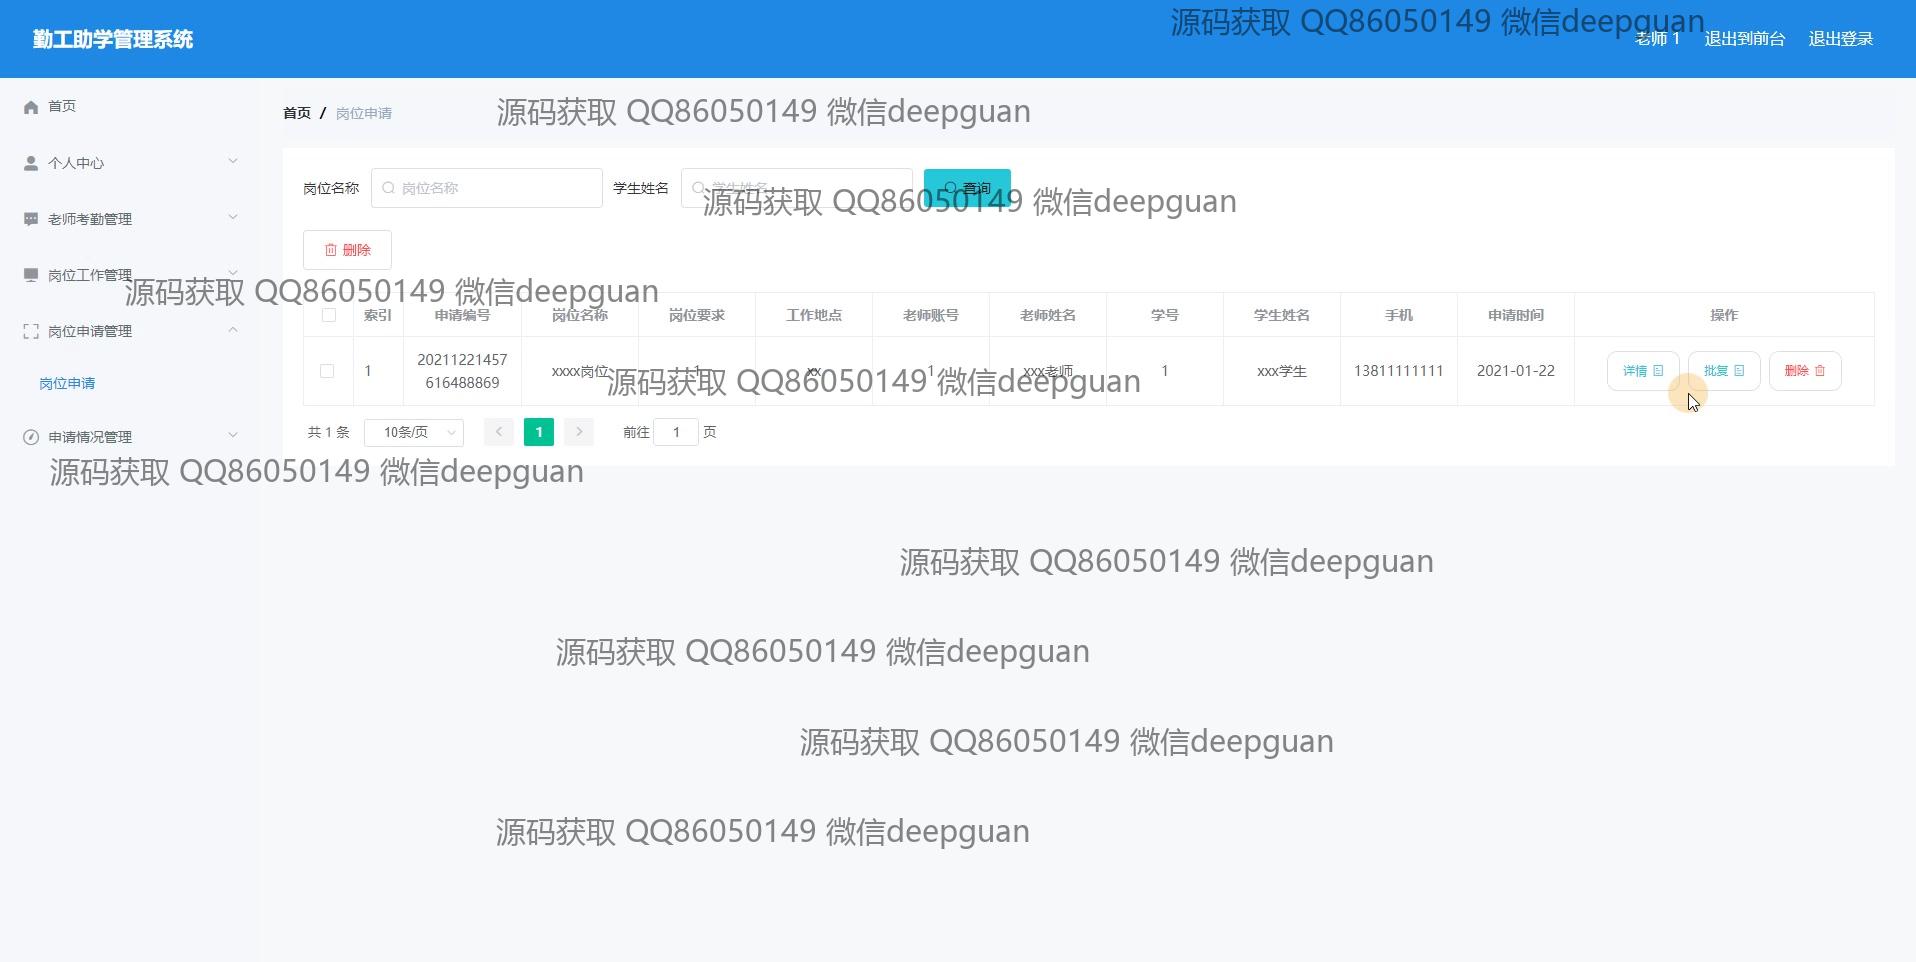 源码获取 QQ86050149 微信deepguan
勤工助学管理系统
老师 1 退出到前台 退出登录
首页
个人中心
老师考勤管理
岗位工作管理
岗位申请管理
岗位申请
申请情况管理
首页 / 岗位申请
源码获取 QQ86050149 微信deepguan
岗位名称 岗位名称 学生姓名 学生姓名 查询
源码获取 QQ86050149 微信deepguan
删除
源码获取 QQ86050149 微信deepguan
索引 申请编号 岗位名称 岗位要求 工作地点 老师账号 老师姓名 学号 学生姓名 手机 申请时间 操作
1 20211221457616488869 xxxx岗位 1 xx 1 xxx老师 1 xxx学生 13811111111 2021-01-22 详情 批复 删除
源码获取 QQ86050149 微信deepguan
共 1 条 10条/页 1 前往 1 页
源码获取 QQ86050149 微信deepguan
源码获取 QQ86050149 微信deepguan
源码获取 QQ86050149 微信deepguan
源码获取 QQ86050149 微信deepguan
源码获取 QQ86050149 微信deepguan